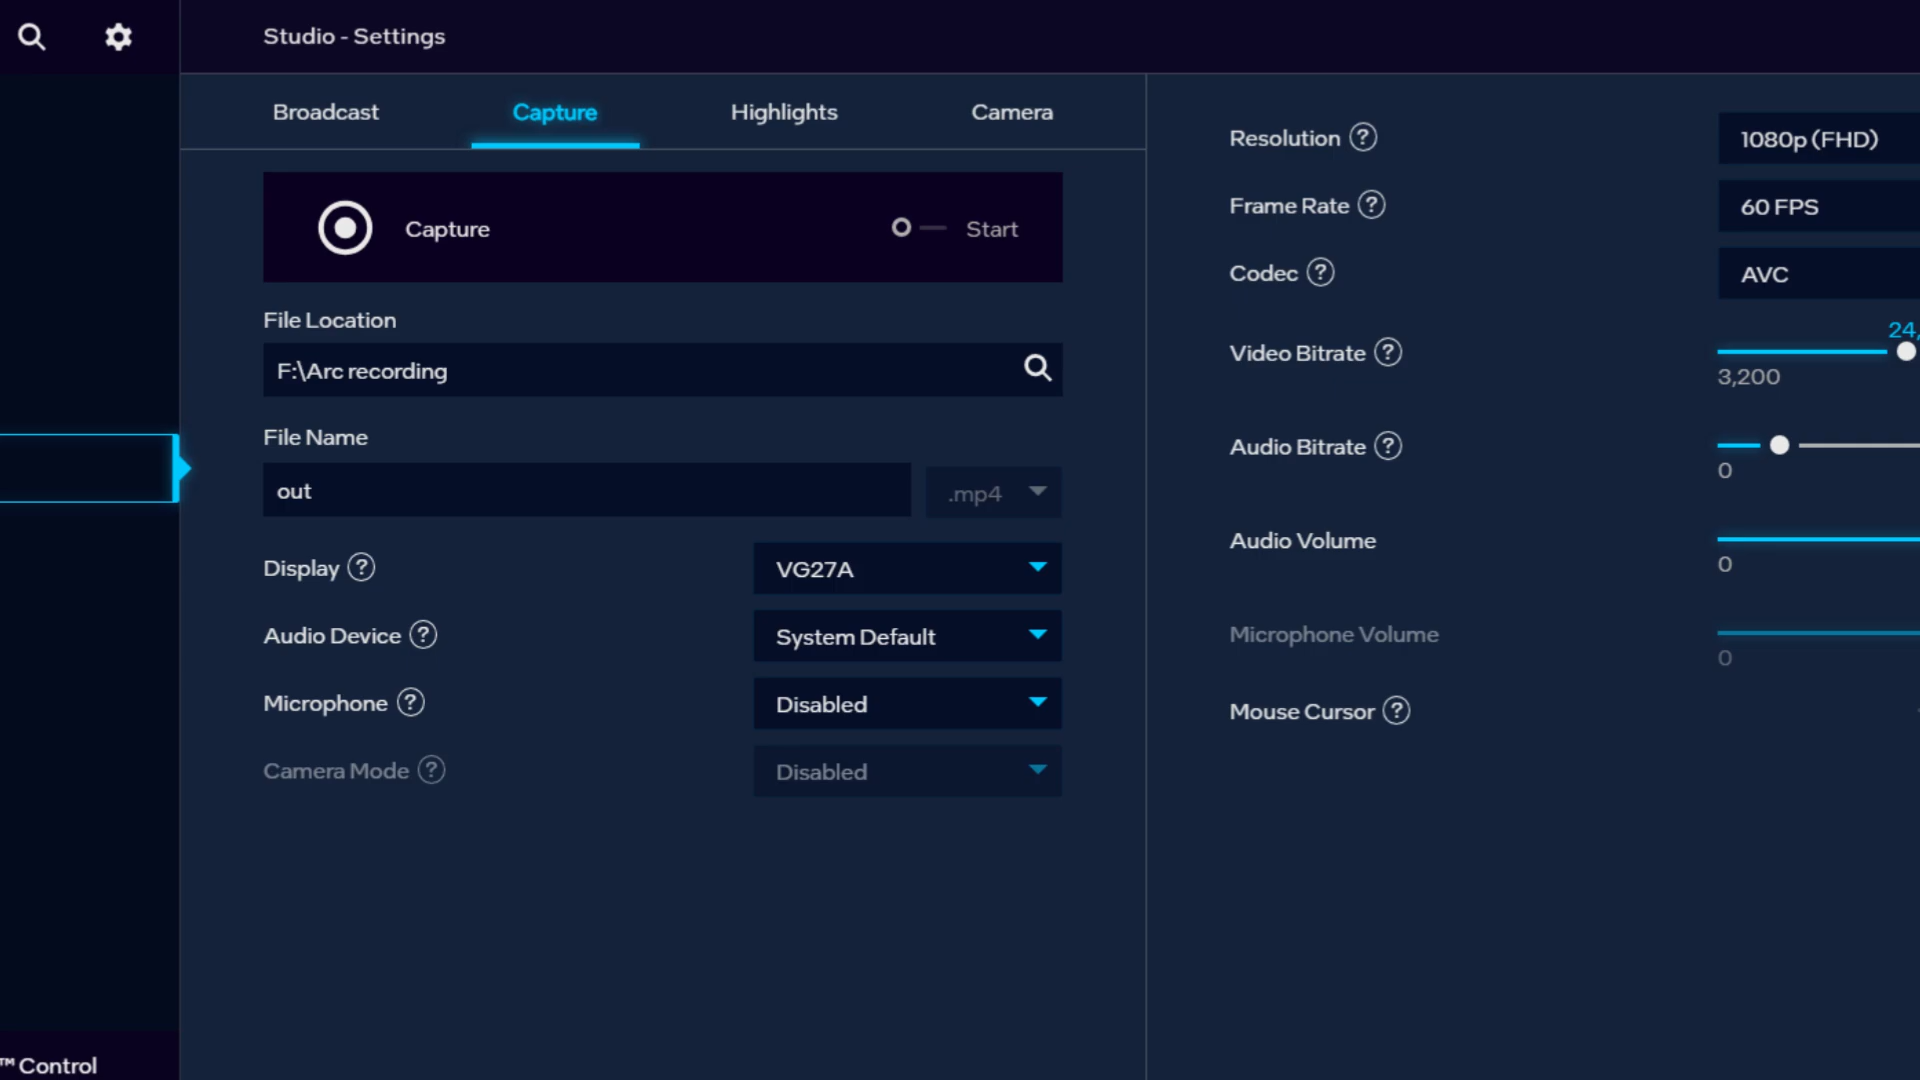 Studio - Settings
Broadcast Capture Highlights Camera
Capture Start
File Location
F:\Arc recording
File Name
out .mp4
Display ? VG27A
Audio Device ? System Default
Microphone ? Disabled
Camera Mode ? Disabled
Resolution ? 1080p (FHD)
Frame Rate ? 60 FPS
Codec ? AVC
24,
Video Bitrate ?
3,200
Audio Bitrate ?
0
Audio Volume
0
Microphone Volume
0
Mouse Cursor ?
™ Control